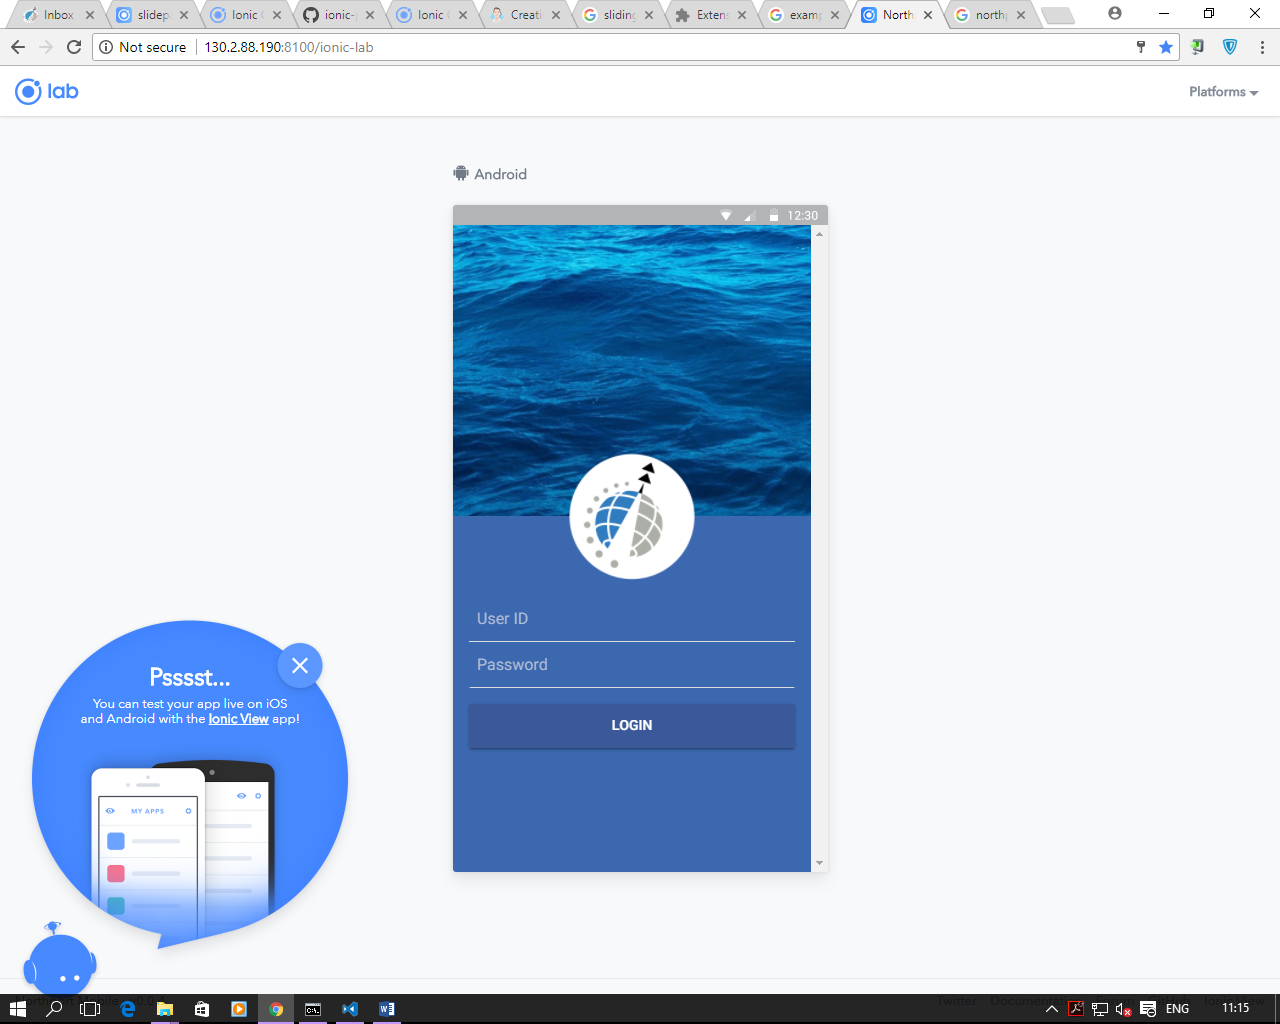 Inbox
slidep
Ionic
ionic-
Ionic
Creati
sliding
Extens
examp
North
north
Not secure
130.2.88.190:8100/ionic-lab
lab
Platforms
Android
12:30
User ID
Password
LOGIN
Psssst...
You can test your app live on iOS
and Android with the Ionic View app!
MY APPS
ENG
11:15